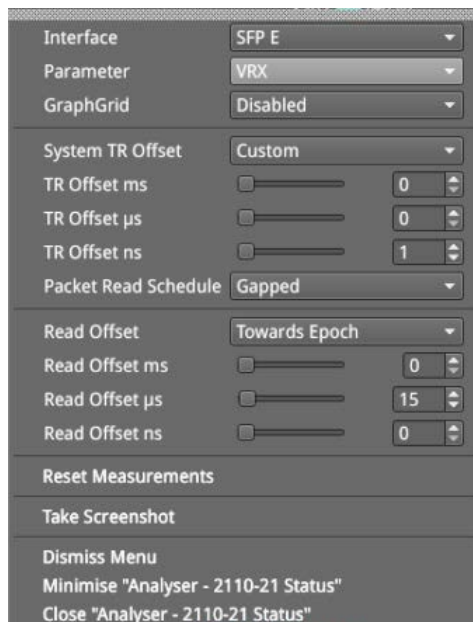 Interface SFP E
Parameter VRX
GraphGrid Disabled
System TR Offset Custom
TR Offset ms 0
TR Offset µs 0
TR Offset ns 1
Packet Read Schedule Gapped
Read Offset Towards Epoch
Read Offset ms 0
Read Offset µs 15
Read Offset ns 0
Reset Measurements
Take Screenshot
Dismiss Menu
Minimise "Analyser - 2110-21 Status"
Close "Analyser - 2110-21 Status"